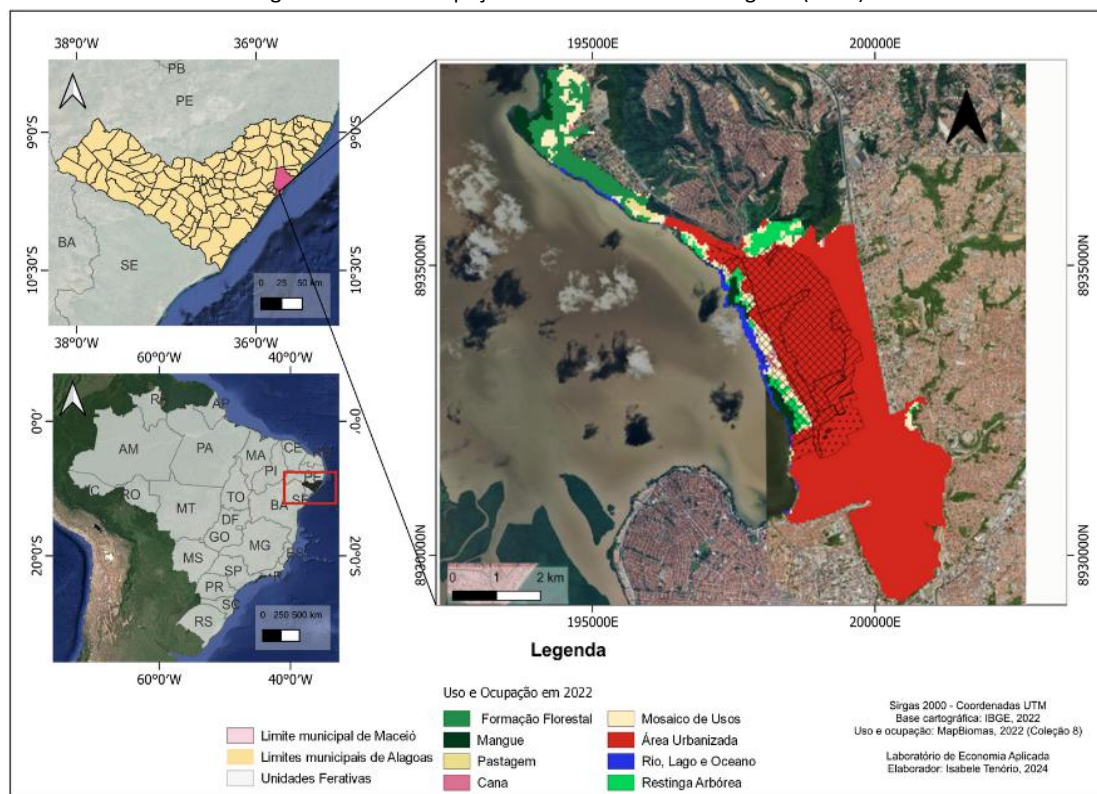 38°0'W 36°0'W
195000E 200000E
PB
PE
9°0'S 9°0'S
AL
BA
SE
10°30'S 10°30'S
0 25 50 km
38°0'W 36°0'W
8935000N 8935000N
60°0'W 40°0'W
AP
0°0' 0°0'
AM PA MA CE
PI PE
RO MT TO BA SE
DF
GO
MS MG ES
20°0'S 20°0'S
SP
PR
SC
RS
0 250 500 km
60°0'W 40°0'W
8930000N 8930000N
0 1 2 km
195000E 200000E
Legenda
Uso e Ocupação em 2022
Formação Florestal
Mangue
Pastagem
Cana
Mosaico de Usos
Área Urbanizada
Rio, Lago e Oceano
Restinga Arbórea
Limite municipal de Maceió
Limites municipais de Alagoas
Unidades Ferativas
Sirgas 2000 - Coordenadas UTM
Base cartográfica: IBGE, 2022
Uso e ocupação: MapBiomas, 2022 (Coleção 8)
Laboratório de Economia Aplicada
Elaborador: Isabele Tenório, 2024